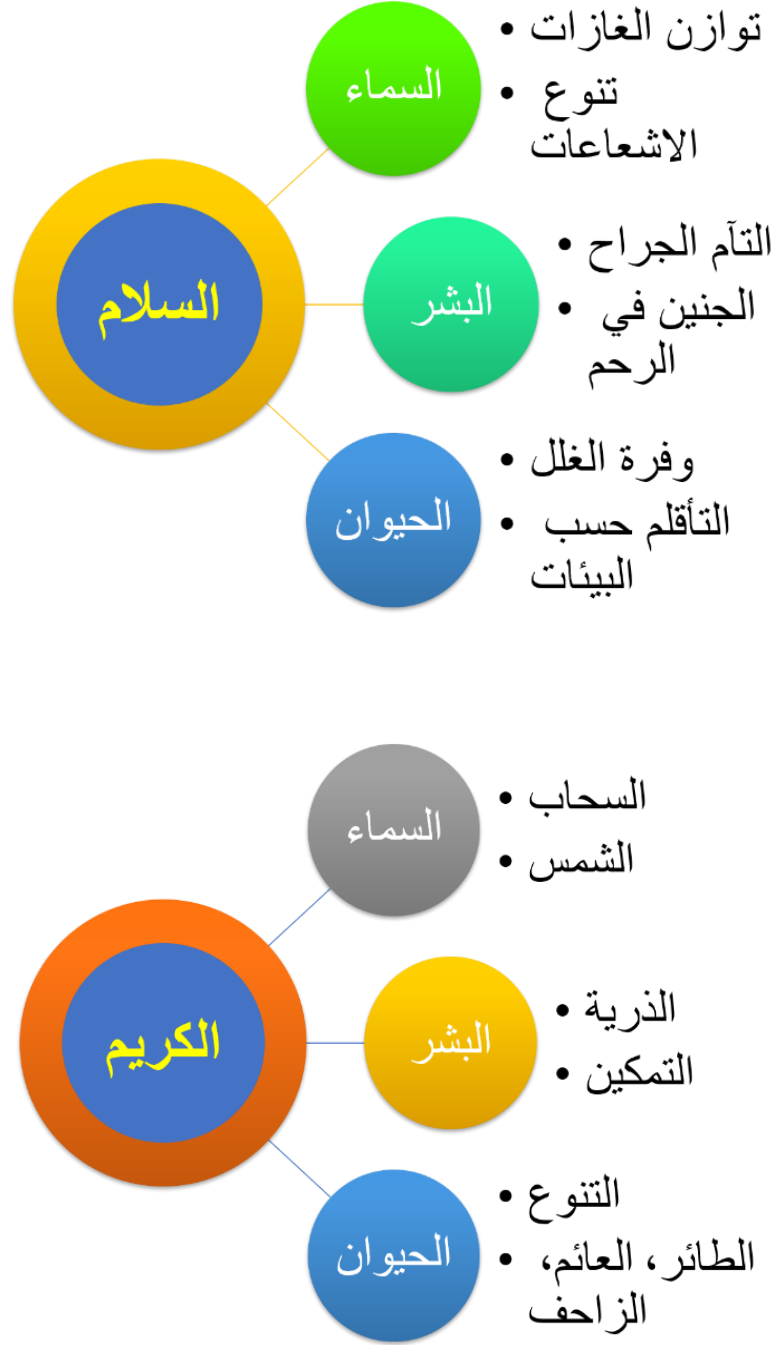 السلام
السماء
توازن الغازات
تنوع
الاشعاعات
البشر
التآم الجراح
الجنين في
الرحم
الحيوان
وفرة الغلل
التأقلم حسب
البيئات
الكريم
السماء
السحاب
الشمس
البشر
الذرية
التمكين
الحيوان
التنوع
الطائر، العائم،
الزاحف